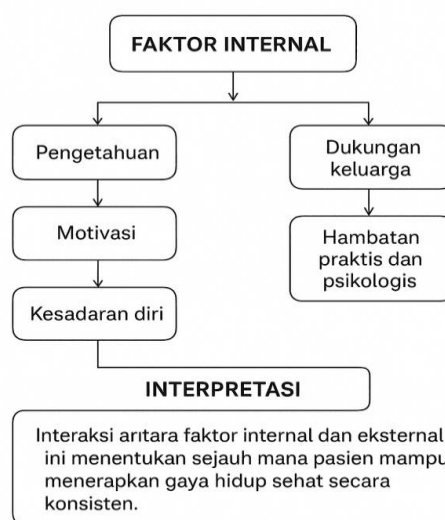 FAKTOR INTERNAL
Pengetahuan
Motivasi
Kesadaran diri
Dukungan
keluarga
Hambatan
praktis dan
psikologis
INTERPRETASI
Interaksi aritara faktor internal dan eksternal
ini menentukan sejauh mana pasien mampu
menerapkan gaya hidup sehat secara
konsisten.